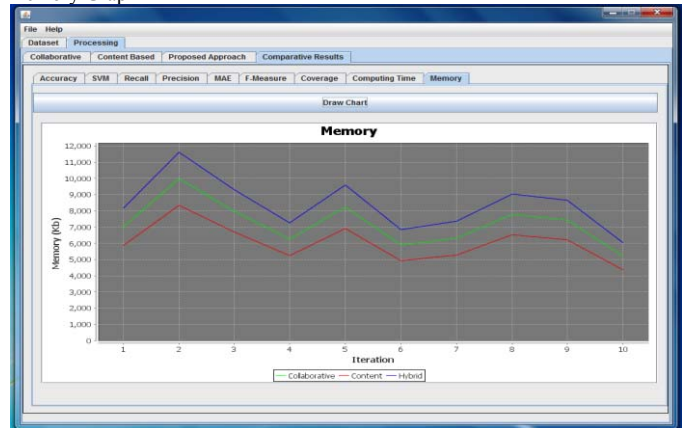 File Help
Dataset Processing
Collaborative Content Based Proposed Approach Comparative Results
Accuracy SVM Recall Precision MAE F-Measure Coverage Computing Time Memory
Draw Chart
Memory
12,000
11,000
10,000
9,000
8,000
7,000
6,000
5,000
4,000
3,000
2,000
1,000
0
Memory (Kb)
1 2 3 4 5 6 7 8 9 10
Iteration
Collaborative Content Hybrid